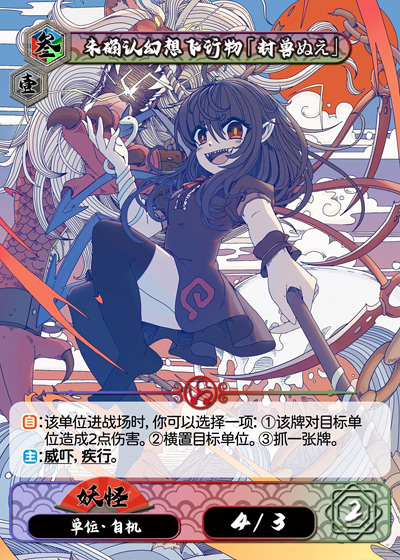 叁
未确认幻想飞行物「封兽ぬえ」
壹
自：该单位进战场时, 你可以选择一项: ①该牌对目标单
位造成2点伤害。②横置目标单位。③抓一张牌。
主：威吓, 疾行。
妖怪
单位·自机
4/3
2